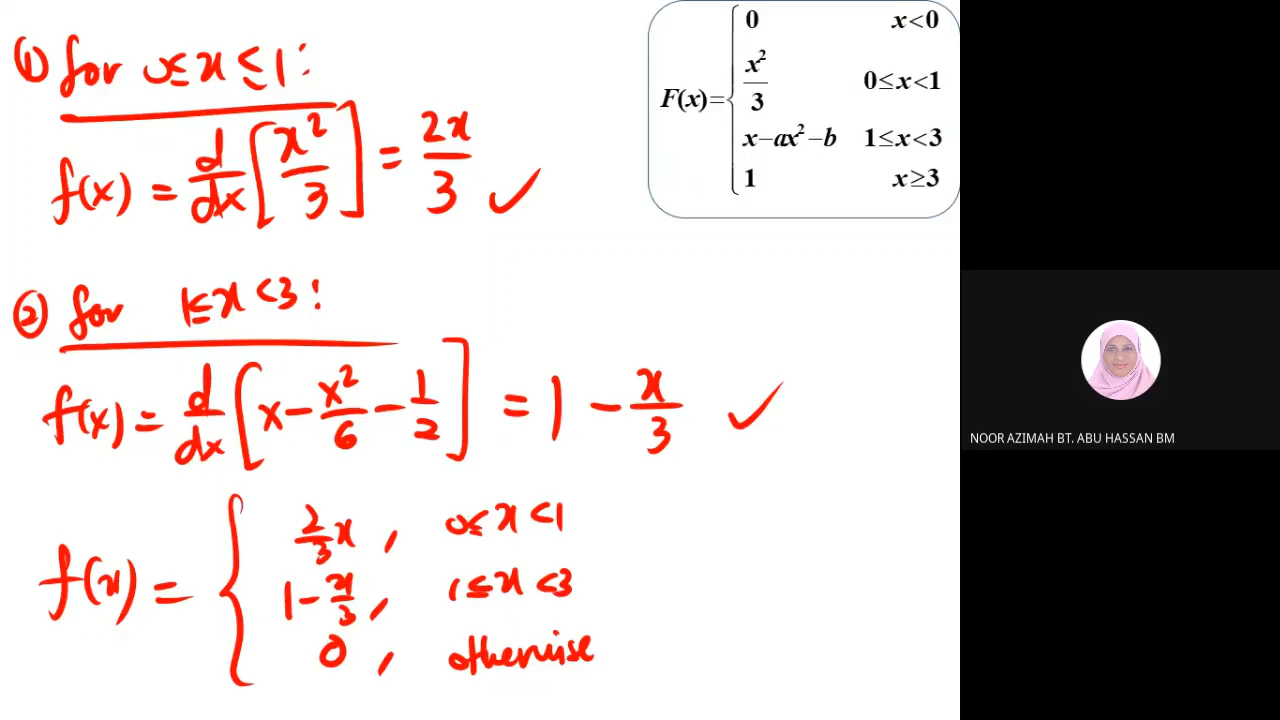 ① for 0≤x≤1:
f(x) = d/dx [x²/3] = 2x/3 ✓
② for 1≤x<3:
f(x) = d/dx [x − x²/6 − 1/2] = 1 − x/3 ✓
f(x) = { 2/3 x, 0≤x<1
1 − x/3, 1≤x<3
0, otherwise
F(x) = { 0 x<0
x²/3 0≤x<1
x−ax²−b 1≤x<3
1 x≥3
NOOR AZIMAH BT. ABU HASSAN BM